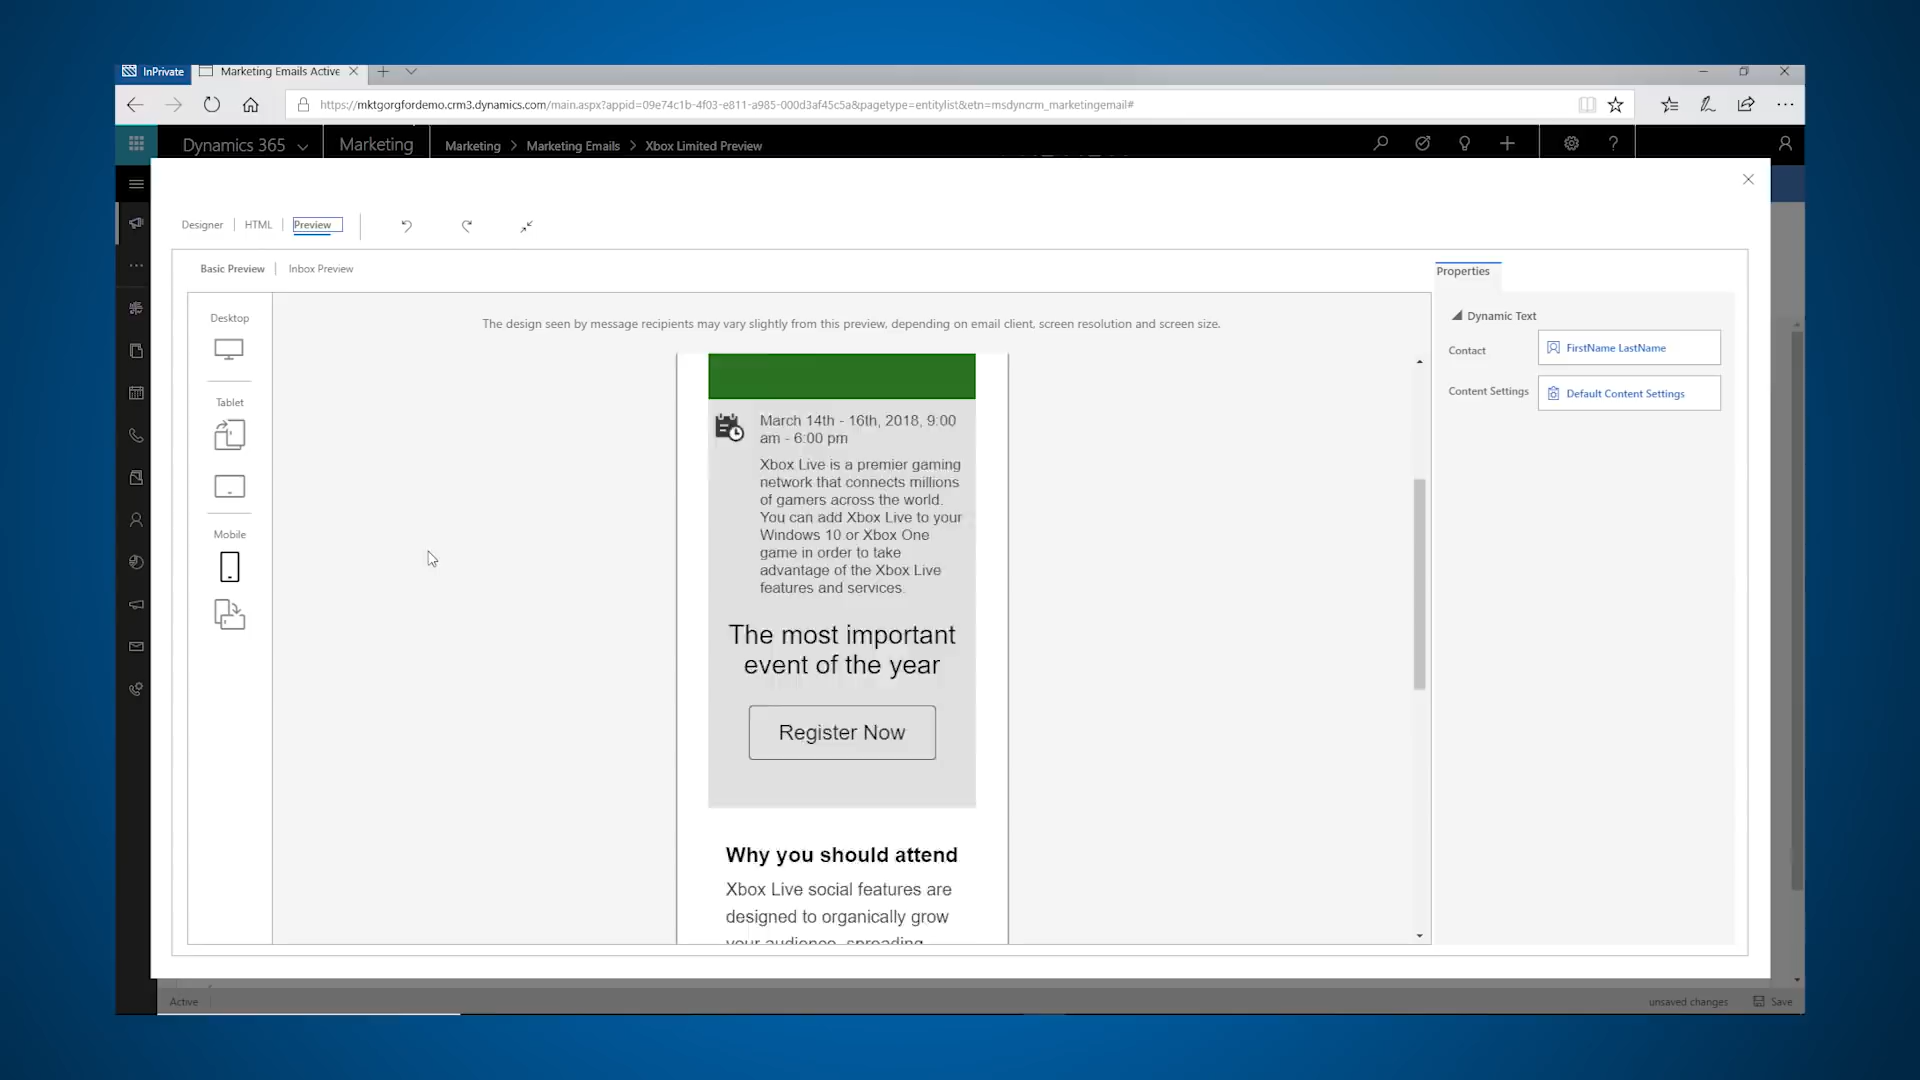 InPrivate
Marketing Emails Active
https://mktgorgfordemo.crm3.dynamics.com/main.aspx?appid=09e74c1b-4f03-e811-a985-000d3af45c5a&pagetype=entitylist&etn=msdyncrm_marketingemail#
Dynamics 365
Marketing
Marketing > Marketing Emails > Xbox Limited Preview
Designer
HTML
Preview
Basic Preview
Inbox Preview
Properties
Desktop
Tablet
Mobile
The design seen by message recipients may vary slightly from this preview, depending on email client, screen resolution and screen size.
March 14th - 16th, 2018, 9:00
am - 6:00 pm
Xbox Live is a premier gaming
network that connects millions
of gamers across the world.
You can add Xbox Live to your
Windows 10 or Xbox One
game in order to take
advantage of the Xbox Live
features and services.
The most important
event of the year
Register Now
Why you should attend
Xbox Live social features are
designed to organically grow
your audience, spreading
Dynamic Text
Contact
FirstName LastName
Content Settings
Default Content Settings
Active
unsaved changes
Save